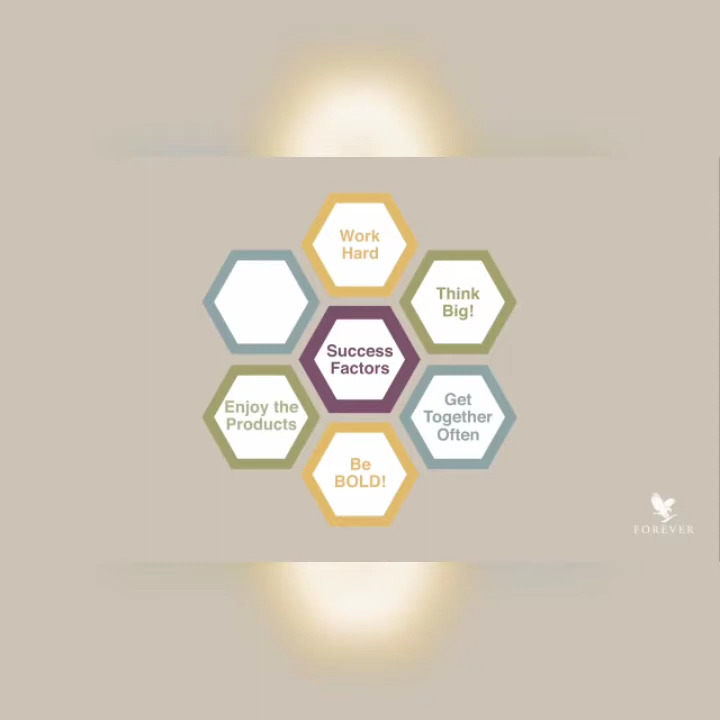 Work
Hard
Think
Big!
Success
Factors
Enjoy the
Products
Get
Together
Often
Be
BOLD!
FOREVER